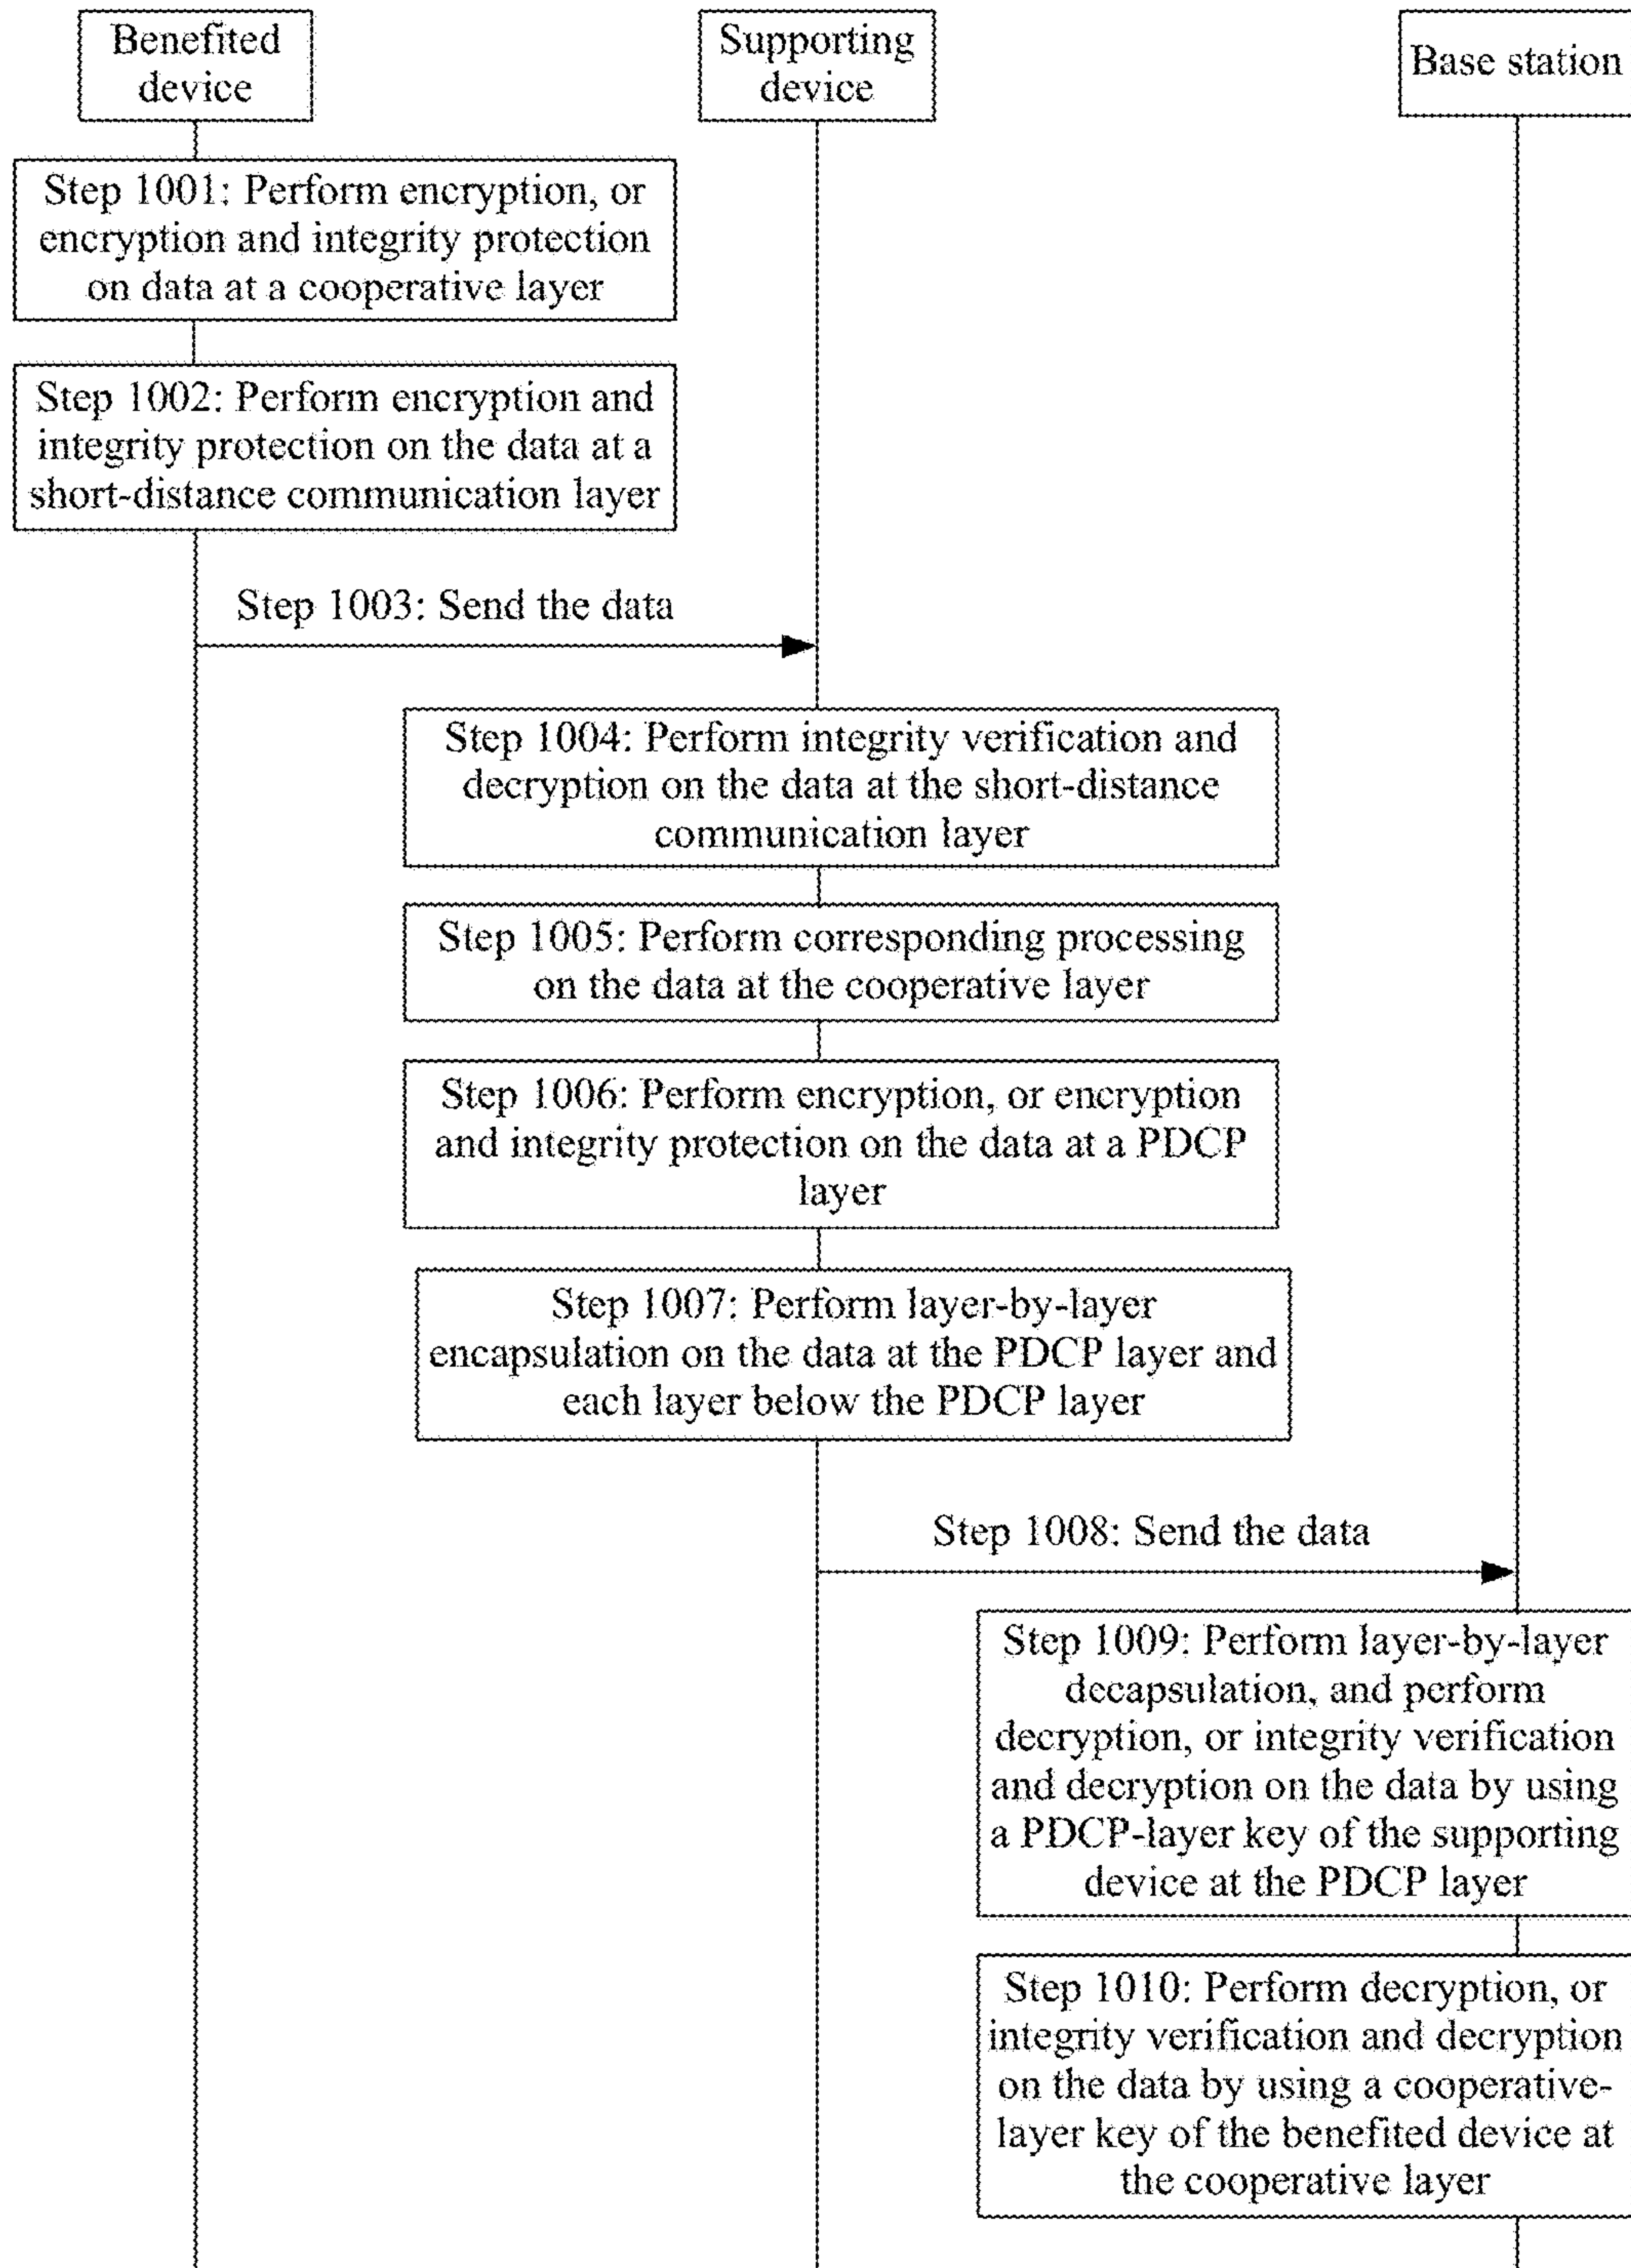 Benefited
device
Supporting
device
Base station
Step 1001: Perform encryption, or
encryption and integrity protection
on data at a cooperative layer
Step 1002: Perform encryption and
integrity protection on the data at a
short-distance communication layer
Step 1003: Send the data
Step 1004: Perform integrity verification and
decryption on the data at the short-distance
communication layer
Step 1005: Perform corresponding processing
on the data at the cooperative layer
Step 1006: Perform encryption, or encryption
and integrity protection on the data at a PDCP
layer
Step 1007: Perform layer-by-layer
encapsulation on the data at the PDCP layer and
each layer below the PDCP layer
Step 1008: Send the data
Step 1009: Perform layer-by-layer
decapsulation, and perform
decryption, or integrity verification
and decryption on the data by using
a PDCP-layer key of the supporting
device at the PDCP layer
Step 1010: Perform decryption, or
integrity verification and decryption
on the data by using a cooperative-
layer key of the benefited device at
the cooperative layer